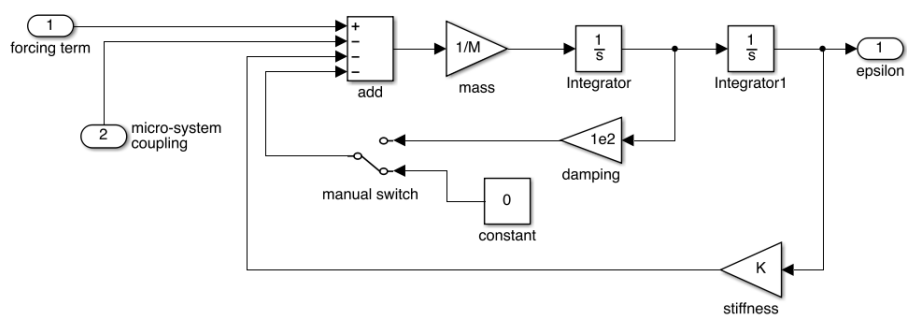 1
forcing term
2
micro-system
coupling
+
−
−
−
add
1/M
mass
1
s
Integrator
1
s
Integrator1
1
epsilon
1e2
damping
manual switch
0
constant
K
stiffness